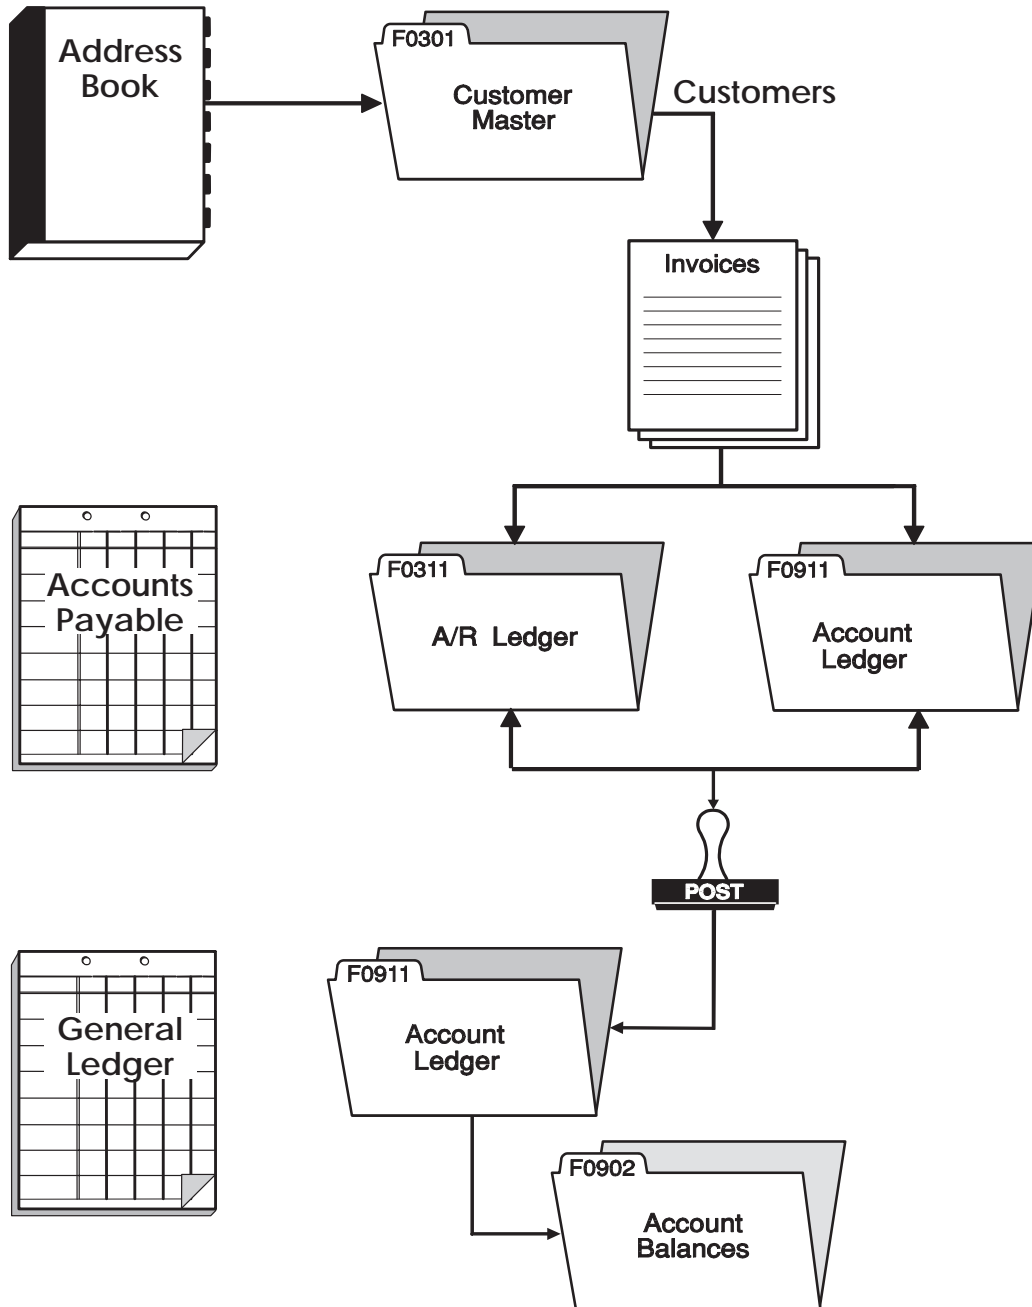 Address
Book
F0301
Customer
Master
Customers
Invoices
Accounts
Payable
F0311
A/R Ledger
F0911
Account
Ledger
POST
General
Ledger
F0911
Account
Ledger
F0902
Account
Balances